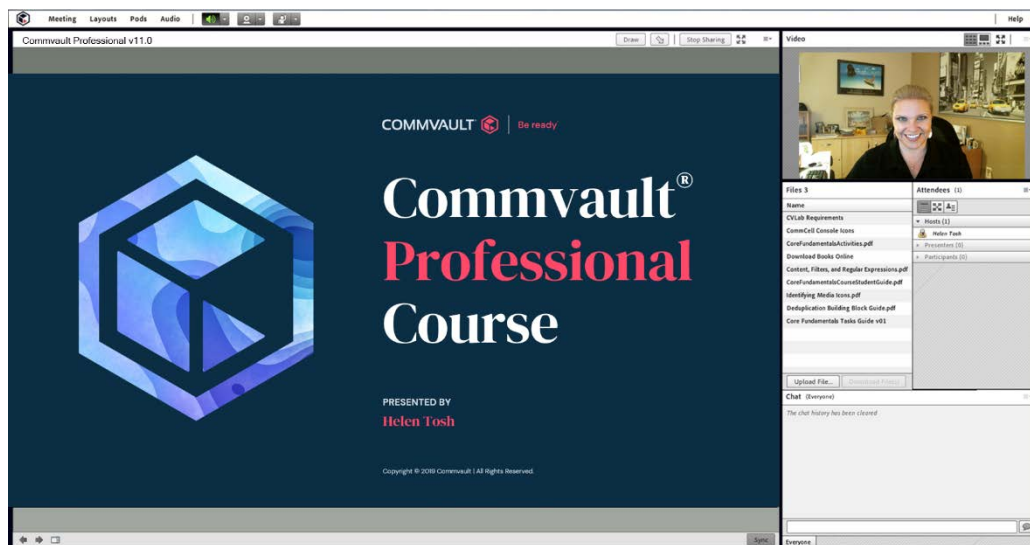 Meeting Layouts Pods Audio Help
Commvault Professional v11.0
Draw
Stop Sharing
Video
COMMVAULT Be ready
Commvault®
Professional
Course
PRESENTED BY
Helen Tosh
Copyright © 2019 Commvault | All Rights Reserved.
Sync
Files 3
Name
CVLab Requirements
CommCell Console Icons
CoreFundamentalsActivities.pdf
Download Books Online
Content, Filters, and Regular Expressions.pdf
CoreFundamentalsCourseStudentGuide.pdf
Identifying Media Icons.pdf
Deduplication Building Block Guide.pdf
Core Fundamentals Tasks Guide v01
Upload File...
Download File(s)
Attendees (1)
Hosts (1)
Helen Tosh
Presenters (0)
Participants (0)
Chat (Everyone)
The chat history has been cleared
Everyone